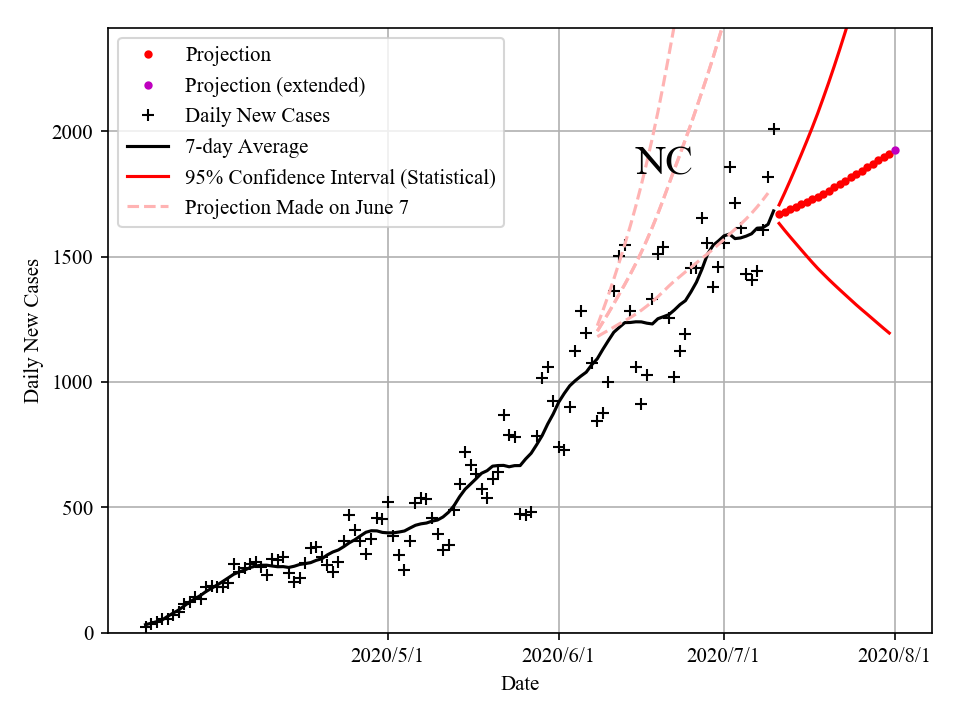 Projection
Projection (extended)
Daily New Cases
7-day Average
95% Confidence Interval (Statistical)
Projection Made on June 7
NC
2000
1500
1000
500
0
Daily New Cases
2020/5/1
2020/6/1
2020/7/1
2020/8/1
Date